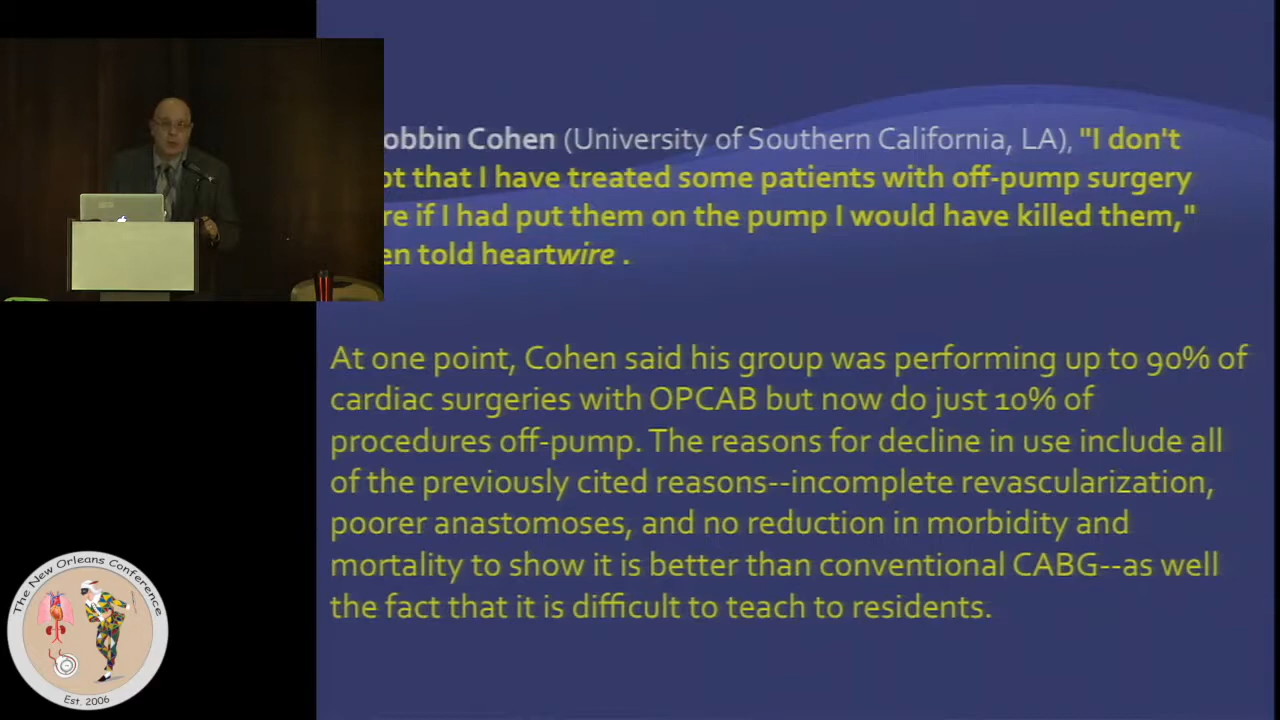 obbin Cohen (University of Southern California, LA), "I don't
that I have treated some patients with off-pump surgery
if I had put them on the pump I would have killed them,"
told heartwire .
At one point, Cohen said his group was performing up to 90% of
cardiac surgeries with OPCAB but now do just 10% of
procedures off-pump. The reasons for decline in use include all
of the previously cited reasons--incomplete revascularization,
poorer anastomoses, and no reduction in morbidity and
mortality to show it is better than conventional CABG--as well
the fact that it is difficult to teach to residents.
The New Orleans Conference
Est. 2006